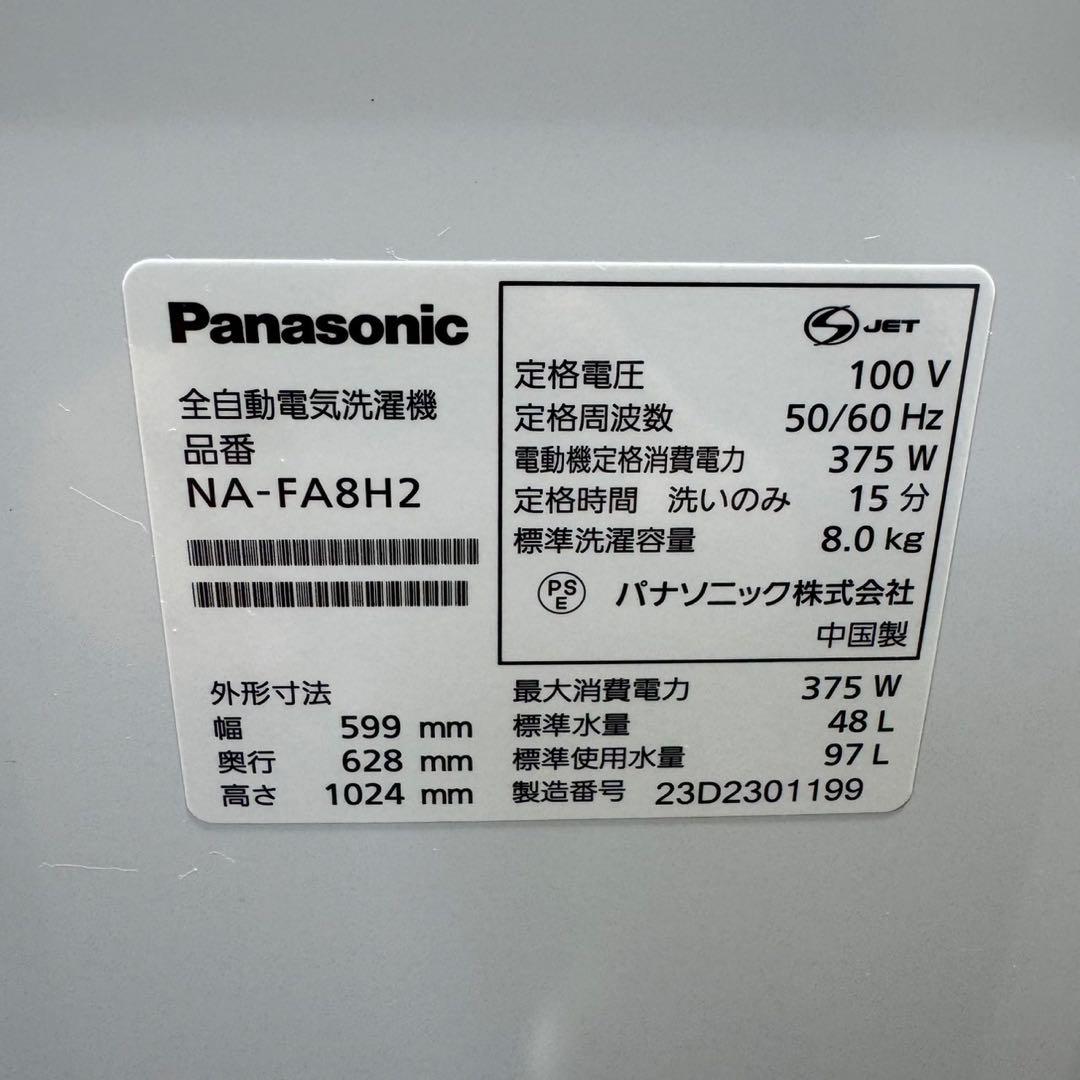 Panasonic
全自動電気洗濯機
品番
NA-FA8H2
JET
定格電圧 100 V
定格周波数 50/60 Hz
電動機定格消費電力 375 W
定格時間 洗いのみ 15 分
標準洗濯容量 8.0 kg
PSE パナソニック株式会社
中国製
外形寸法
幅 599 mm
奥行 628 mm
高さ 1024 mm
最大消費電力 375 W
標準水量 48 L
標準使用水量 97 L
製造番号 23D2301199